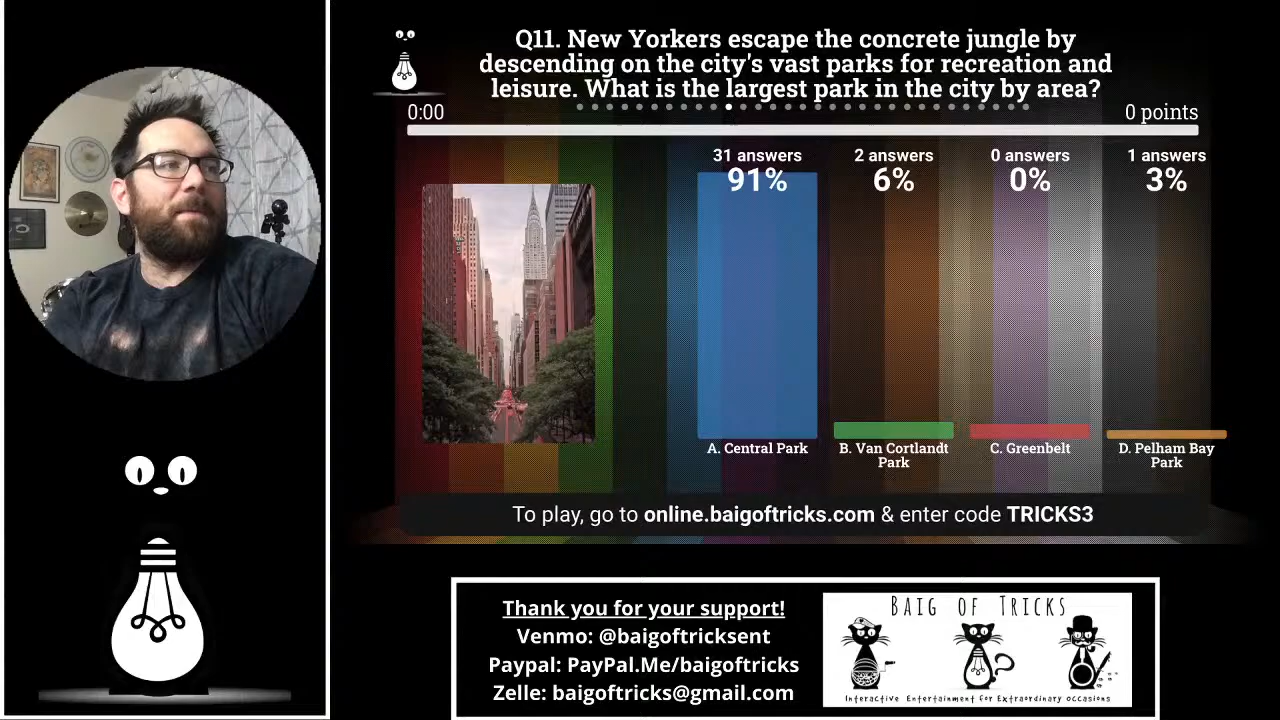 Q11. New Yorkers escape the concrete jungle by
descending on the city's vast parks for recreation and
leisure. What is the largest park in the city by area?
0:00
0 points
31 answers
91%
2 answers
6%
0 answers
0%
1 answers
3%
A. Central Park
B. Van Cortlandt
Park
C. Greenbelt
D. Pelham Bay
Park
To play, go to online.baigoftricks.com & enter code TRICKS3
Thank you for your support!
Venmo: @baigoftricksent
Paypal: PayPal.Me/baigoftricks
Zelle: baigoftricks@gmail.com
BAIG OF TRICKS
Interactive Entertainment for Extraordinary Occasions